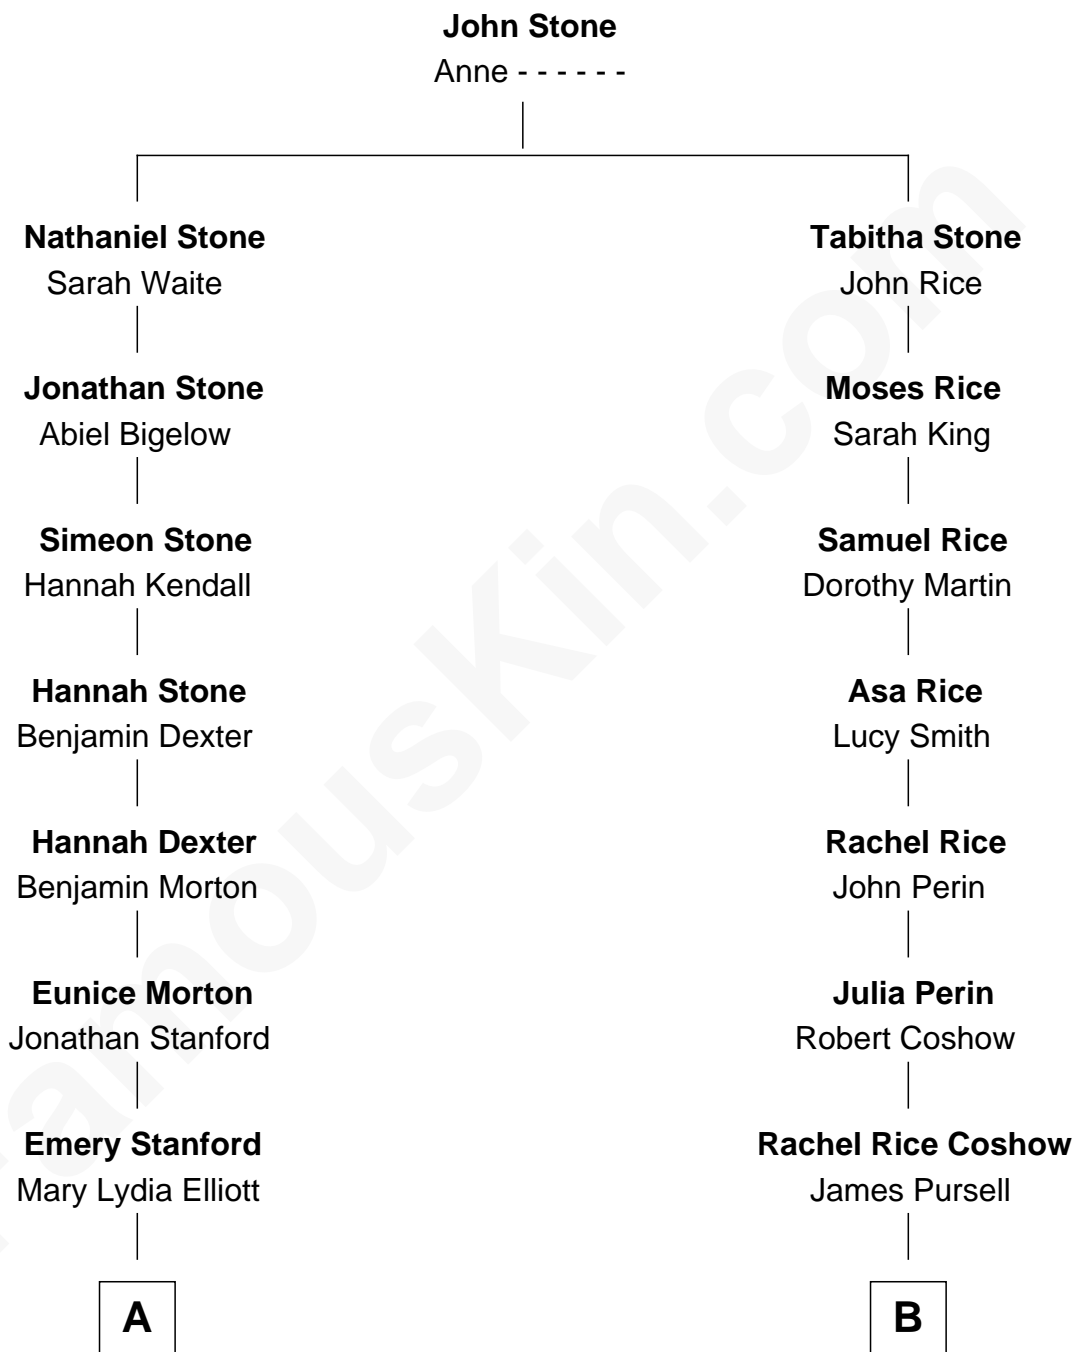 John Stone
Anne - - - - - -
Nathaniel Stone
Sarah Waite
Tabitha Stone
John Rice
Jonathan Stone
Abiel Bigelow
Moses Rice
Sarah King
Simeon Stone
Hannah Kendall
Samuel Rice
Dorothy Martin
Hannah Stone
Benjamin Dexter
Asa Rice
Lucy Smith
Hannah Dexter
Benjamin Morton
Rachel Rice
John Perin
Eunice Morton
Jonathan Stanford
Julia Perin
Robert Coshow
Emery Stanford
Mary Lydia Elliott
Rachel Rice Coshow
James Pursell
A
B
FamousKin.com